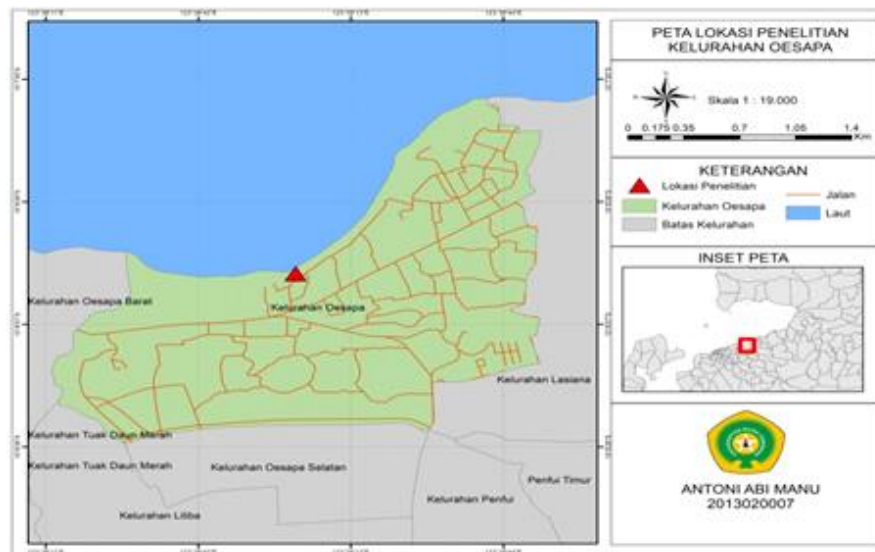 PETA LOKASI PENELITIAN
KELURAHAN OESAPA
Skala 1 : 19.000
0 0.175 0.35 0.7 1.05 1.4
Km
KETERANGAN
Lokasi Penelitian
Kelurahan Oesapa
Batas Kelurahan
Jalan
Laut
INSET PETA
ANTONI ABI MANU
2013020007
Kelurahan Oesapa Barat
Kelurahan Oesapa
Kelurahan Lasiana
Kelurahan Tuak Daun Merah
Kelurahan Tuak Daun Merah
Kelurahan Oesapa Selatan
Kelurahan Liliba
Kelurahan Penfui
Penfui Timur